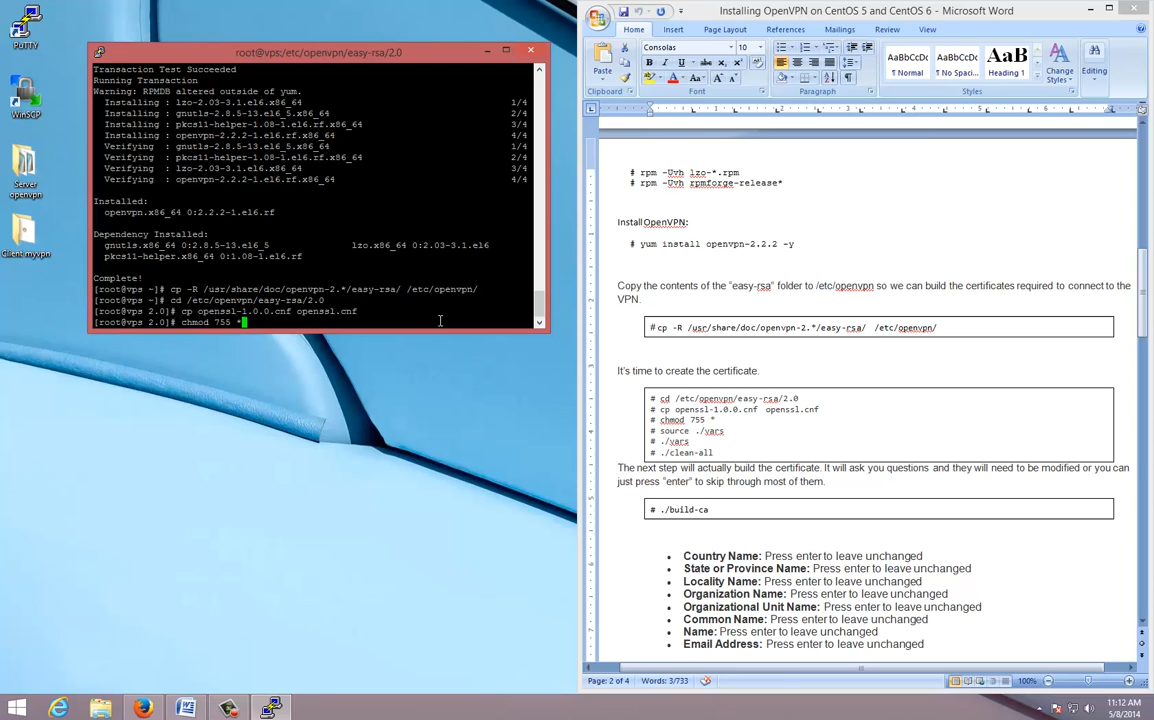 PuTTY
WinSCP
Server
openvpn
Client myvpn
root@vps:/etc/openvpn/easy-rsa/2.0
Transaction Test Succeeded
Running Transaction
Warning: RPMDB altered outside of yum.
Installing : lzo-2.03-3.1.el6.x86_64 1/4
Installing : gnutls-2.8.5-13.el6_5.x86_64 2/4
Installing : pkcs11-helper-1.08-1.el6.rf.x86_64 3/4
Installing : openvpn-2.2.2-1.el6.rf.x86_64 4/4
Verifying : gnutls-2.8.5-13.el6_5.x86_64 1/4
Verifying : pkcs11-helper-1.08-1.el6.rf.x86_64 2/4
Verifying : lzo-2.03-3.1.el6.x86_64 3/4
Verifying : openvpn-2.2.2-1.el6.rf.x86_64 4/4
Installed:
openvpn.x86_64 0:2.2.2-1.el6.rf
Dependency Installed:
gnutls.x86_64 0:2.8.5-13.el6_5 lzo.x86_64 0:2.03-3.1.el6
pkcs11-helper.x86_64 0:1.08-1.el6.rf
Complete!
[root@vps ~]# cp -R /usr/share/doc/openvpn-2.*/easy-rsa/ /etc/openvpn/
[root@vps ~]# cd /etc/openvpn/easy-rsa/2.0
[root@vps 2.0]# cp openssl-1.0.0.cnf openssl.cnf
[root@vps 2.0]# chmod 755 *
Installing OpenVPN on CentOS 5 and CentOS 6 - Microsoft Word
Home Insert Page Layout References Mailings Review View
Consolas 10
Paste
AaBbCcDc AaBbCcDc AaB
¶ Normal ¶ No Spaci... Heading 1
Change
Styles
Editing
Clipboard Font Paragraph Styles
# rpm -Uvh lzo-*.rpm
# rpm -Uvh rpmforge-release*
Install OpenVPN:
# yum install openvpn-2.2.2 -y
Copy the contents of the "easy-rsa" folder to /etc/openvpn so we can build the certificates required to connect to the
VPN.
#cp -R /usr/share/doc/openvpn-2.*/easy-rsa/ /etc/openvpn/
It's time to create the certificate.
# cd /etc/openvpn/easy-rsa/2.0
# cp openssl-1.0.0.cnf openssl.cnf
# chmod 755 *
# source ./vars
# ./vars
# ./clean-all
The next step will actually build the certificate. It will ask you questions and they will need to be modified or you can
just press "enter" to skip through most of them.
# ./build-ca
• Country Name: Press enter to leave unchanged
• State or Province Name: Press enter to leave unchanged
• Locality Name: Press enter to leave unchanged
• Organization Name: Press enter to leave unchanged
• Organizational Unit Name: Press enter to leave unchanged
• Common Name: Press enter to leave unchanged
• Name: Press enter to leave unchanged
• Email Address: Press enter to leave unchanged
Page: 2 of 4 Words: 3/733 100%
11:12 AM
5/8/2014